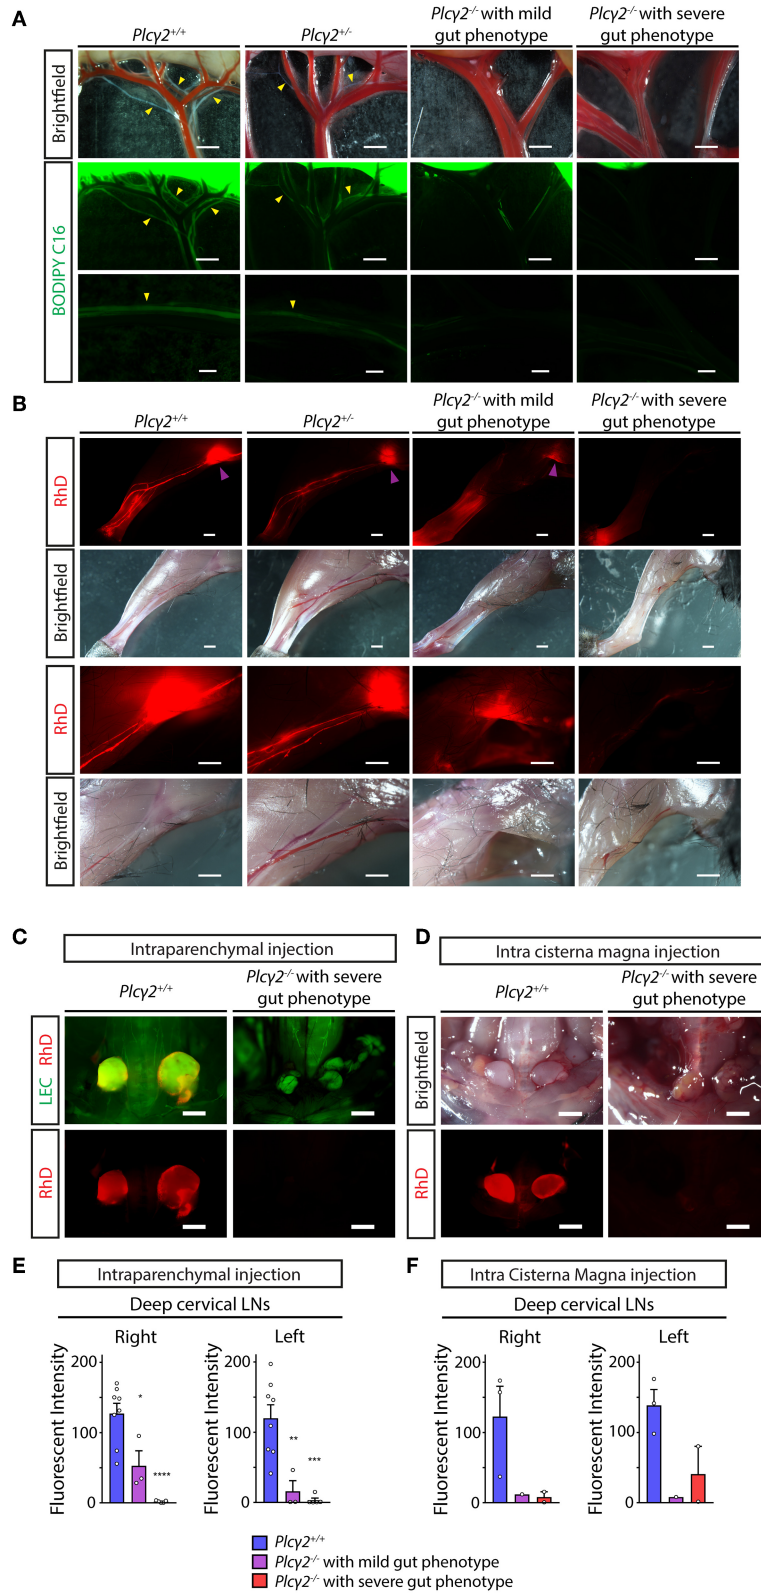 A
Plcγ2+/+
Plcγ2+/-
Plcγ2-/- with mild
gut phenotype
Plcγ2-/- with severe
gut phenotype
Brightfield
BODIPY C16
B
Plcγ2+/+
Plcγ2+/-
Plcγ2-/- with mild
gut phenotype
Plcγ2-/- with severe
gut phenotype
RhD
Brightfield
RhD
Brightfield
C
Intraparenchymal injection
Plcγ2+/+
Plcγ2-/- with severe
gut phenotype
LEC RhD
RhD
D
Intra cisterna magna injection
Plcγ2+/+
Plcγ2-/- with severe
gut phenotype
Brightfield
RhD
E
Intraparenchymal injection
Deep cervical LNs
Right
Left
Fluorescent Intensity
200
100
0
*
****
Fluorescent Intensity
200
100
0
**
***
F
Intra Cisterna Magna injection
Deep cervical LNs
Right
Left
Fluorescent Intensity
200
100
0
Fluorescent Intensity
200
100
0
Plcγ2+/+
Plcγ2-/- with mild gut phenotype
Plcγ2-/- with severe gut phenotype